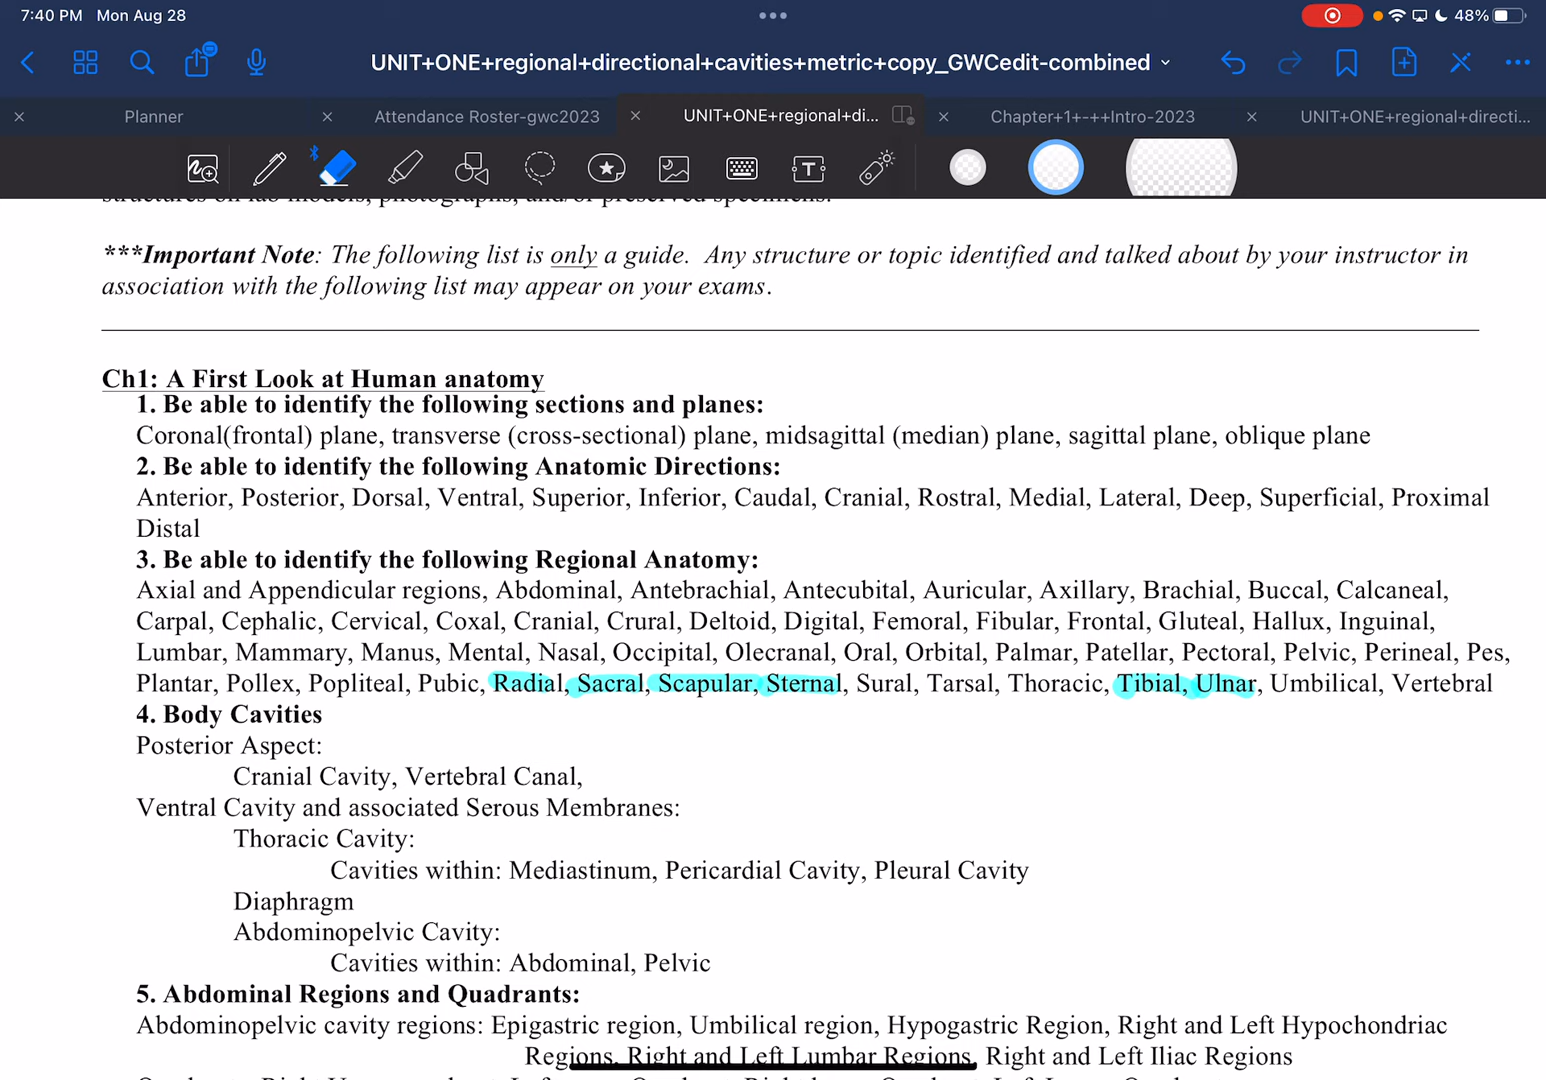 7:40 PM Mon Aug 28
48%
UNIT+ONE+regional+directional+cavities+metric+copy_GWCedit-combined
Planner
Attendance Roster-gwc2023
UNIT+ONE+regional+di...
Chapter+1+-++Intro-2023
UNIT+ONE+regional+directi...
structures on lab models, photographs, and/or preserved specimens.
***Important Note: The following list is only a guide. Any structure or topic identified and talked about by your instructor in
association with the following list may appear on your exams.
Ch1: A First Look at Human anatomy
1. Be able to identify the following sections and planes:
Coronal(frontal) plane, transverse (cross-sectional) plane, midsagittal (median) plane, sagittal plane, oblique plane
2. Be able to identify the following Anatomic Directions:
Anterior, Posterior, Dorsal, Ventral, Superior, Inferior, Caudal, Cranial, Rostral, Medial, Lateral, Deep, Superficial, Proximal
Distal
3. Be able to identify the following Regional Anatomy:
Axial and Appendicular regions, Abdominal, Antebrachial, Antecubital, Auricular, Axillary, Brachial, Buccal, Calcaneal,
Carpal, Cephalic, Cervical, Coxal, Cranial, Crural, Deltoid, Digital, Femoral, Fibular, Frontal, Gluteal, Hallux, Inguinal,
Lumbar, Mammary, Manus, Mental, Nasal, Occipital, Olecranal, Oral, Orbital, Palmar, Patellar, Pectoral, Pelvic, Perineal, Pes,
Plantar, Pollex, Popliteal, Pubic, Radial, Sacral, Scapular, Sternal, Sural, Tarsal, Thoracic, Tibial, Ulnar, Umbilical, Vertebral
4. Body Cavities
Posterior Aspect:
Cranial Cavity, Vertebral Canal,
Ventral Cavity and associated Serous Membranes:
Thoracic Cavity:
Cavities within: Mediastinum, Pericardial Cavity, Pleural Cavity
Diaphragm
Abdominopelvic Cavity:
Cavities within: Abdominal, Pelvic
5. Abdominal Regions and Quadrants:
Abdominopelvic cavity regions: Epigastric region, Umbilical region, Hypogastric Region, Right and Left Hypochondriac
Regions, Right and Left Lumbar Regions, Right and Left Iliac Regions